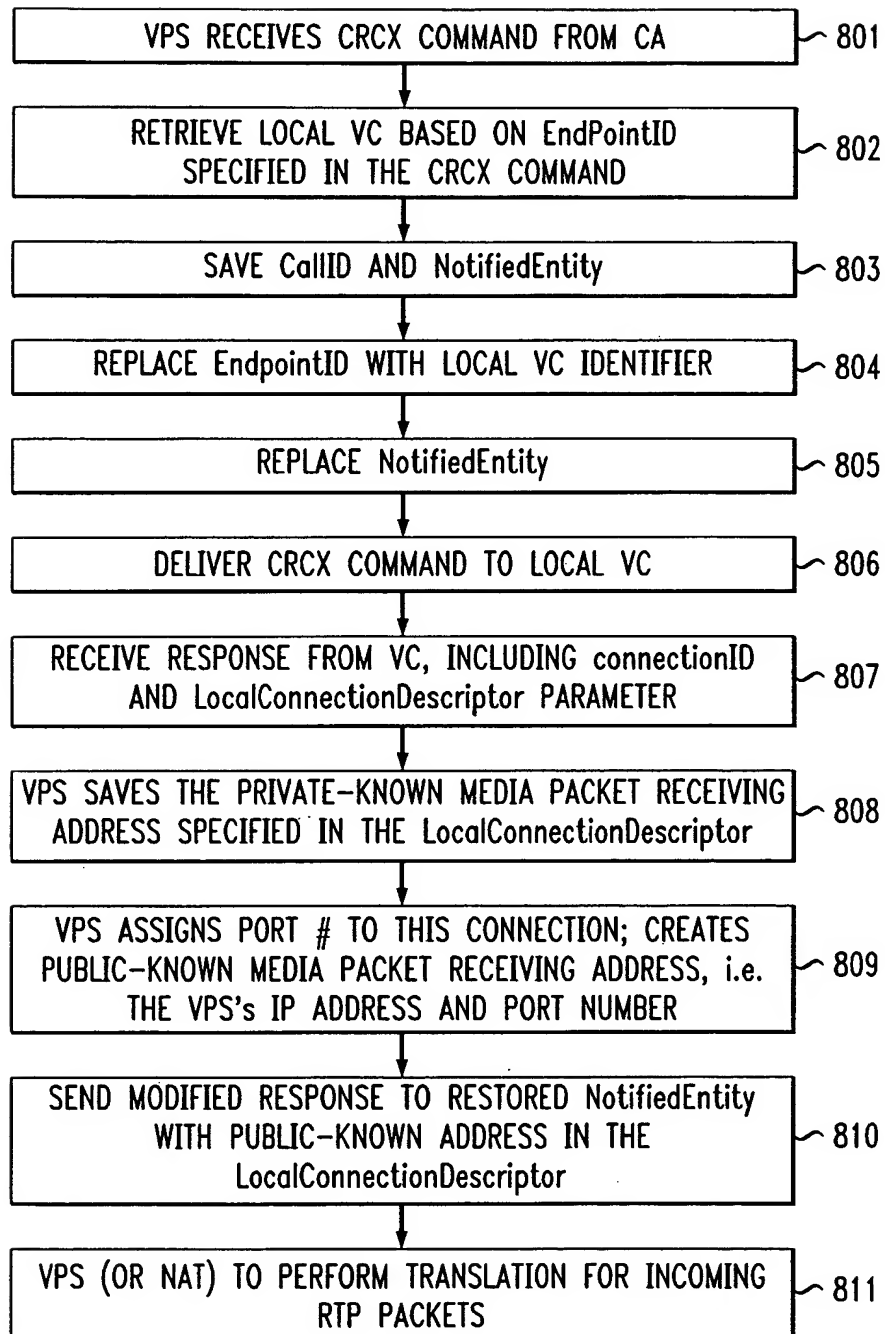 VPS RECEIVES CRCX COMMAND FROM CA
801
RETRIEVE LOCAL VC BASED ON EndPointID
SPECIFIED IN THE CRCX COMMAND
802
SAVE CallID AND NotifiedEntity
803
REPLACE EndpointID WITH LOCAL VC IDENTIFIER
804
REPLACE NotifiedEntity
805
DELIVER CRCX COMMAND TO LOCAL VC
806
RECEIVE RESPONSE FROM VC, INCLUDING connectionID
AND LocalConnectionDescriptor PARAMETER
807
VPS SAVES THE PRIVATE-KNOWN MEDIA PACKET RECEIVING
ADDRESS SPECIFIED IN THE LocalConnectionDescriptor
808
VPS ASSIGNS PORT # TO THIS CONNECTION; CREATES
PUBLIC-KNOWN MEDIA PACKET RECEIVING ADDRESS, i.e.
THE VPS's IP ADDRESS AND PORT NUMBER
809
SEND MODIFIED RESPONSE TO RESTORED NotifiedEntity
WITH PUBLIC-KNOWN ADDRESS IN THE
LocalConnectionDescriptor
810
VPS (OR NAT) TO PERFORM TRANSLATION FOR INCOMING
RTP PACKETS
811